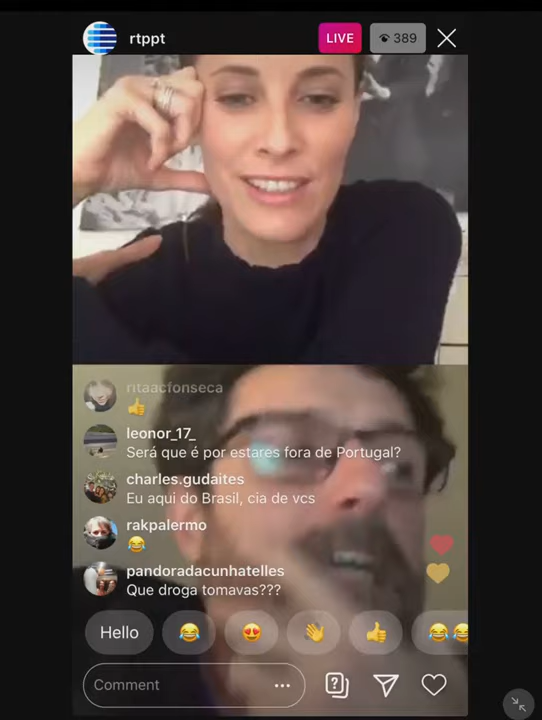 rtppt
LIVE
389
ritaacfonseca
leonor_17_
Será que é por estares fora de Portugal?
charles.gudaites
Eu aqui do Brasil, cia de vcs
rakpalermo
pandoradacunhatelles
Que droga tomavas???
Hello
Comment